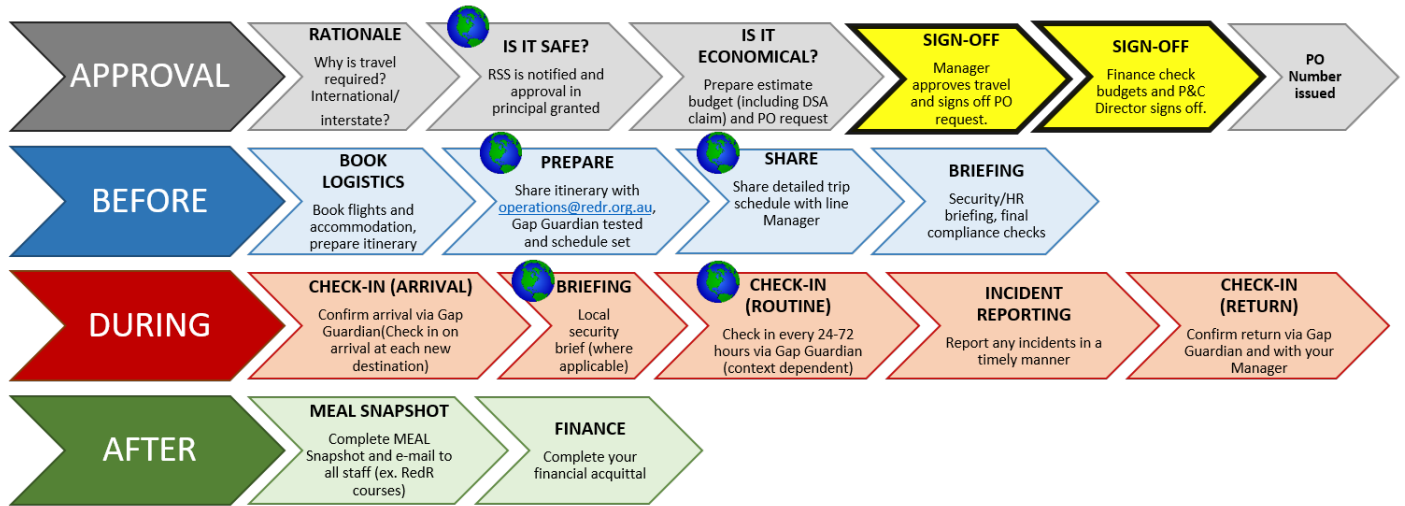 APPROVAL
RATIONALE
Why is travel
required?
International/
interstate?
IS IT SAFE?
RSS is notified and
approval in
principal granted
IS IT
ECONOMICAL?
Prepare estimate
budget (including DSA
claim) and PO request
SIGN-OFF
Manager
approves travel
and signs off PO
request.
SIGN-OFF
Finance check
budgets and P&C
Director signs off.
PO
Number
issued
BEFORE
BOOK
LOGISTICS
Book flights and
accommodation,
prepare itinerary
PREPARE
Share itinerary with
operations@redr.org.au,
Gap Guardian tested
and schedule set
SHARE
Share detailed trip
schedule with line
Manager
BRIEFING
Security/HR
briefing, final
compliance checks
DURING
CHECK-IN (ARRIVAL)
Confirm arrival via Gap
Guardian(Check in on
arrival at each new
destination)
BRIEFING
Local
security
brief (where
applicable)
CHECK-IN
(ROUTINE)
Check in every 24-72
hours via Gap Guardian
(context dependent)
INCIDENT
REPORTING
Report any incidents in a
timely manner
CHECK-IN
(RETURN)
Confirm return via Gap
Guardian and with your
Manager
AFTER
MEAL SNAPSHOT
Complete MEAL
Snapshot and e-mail to
all staff (ex. RedR
courses)
FINANCE
Complete your
financial acquittal